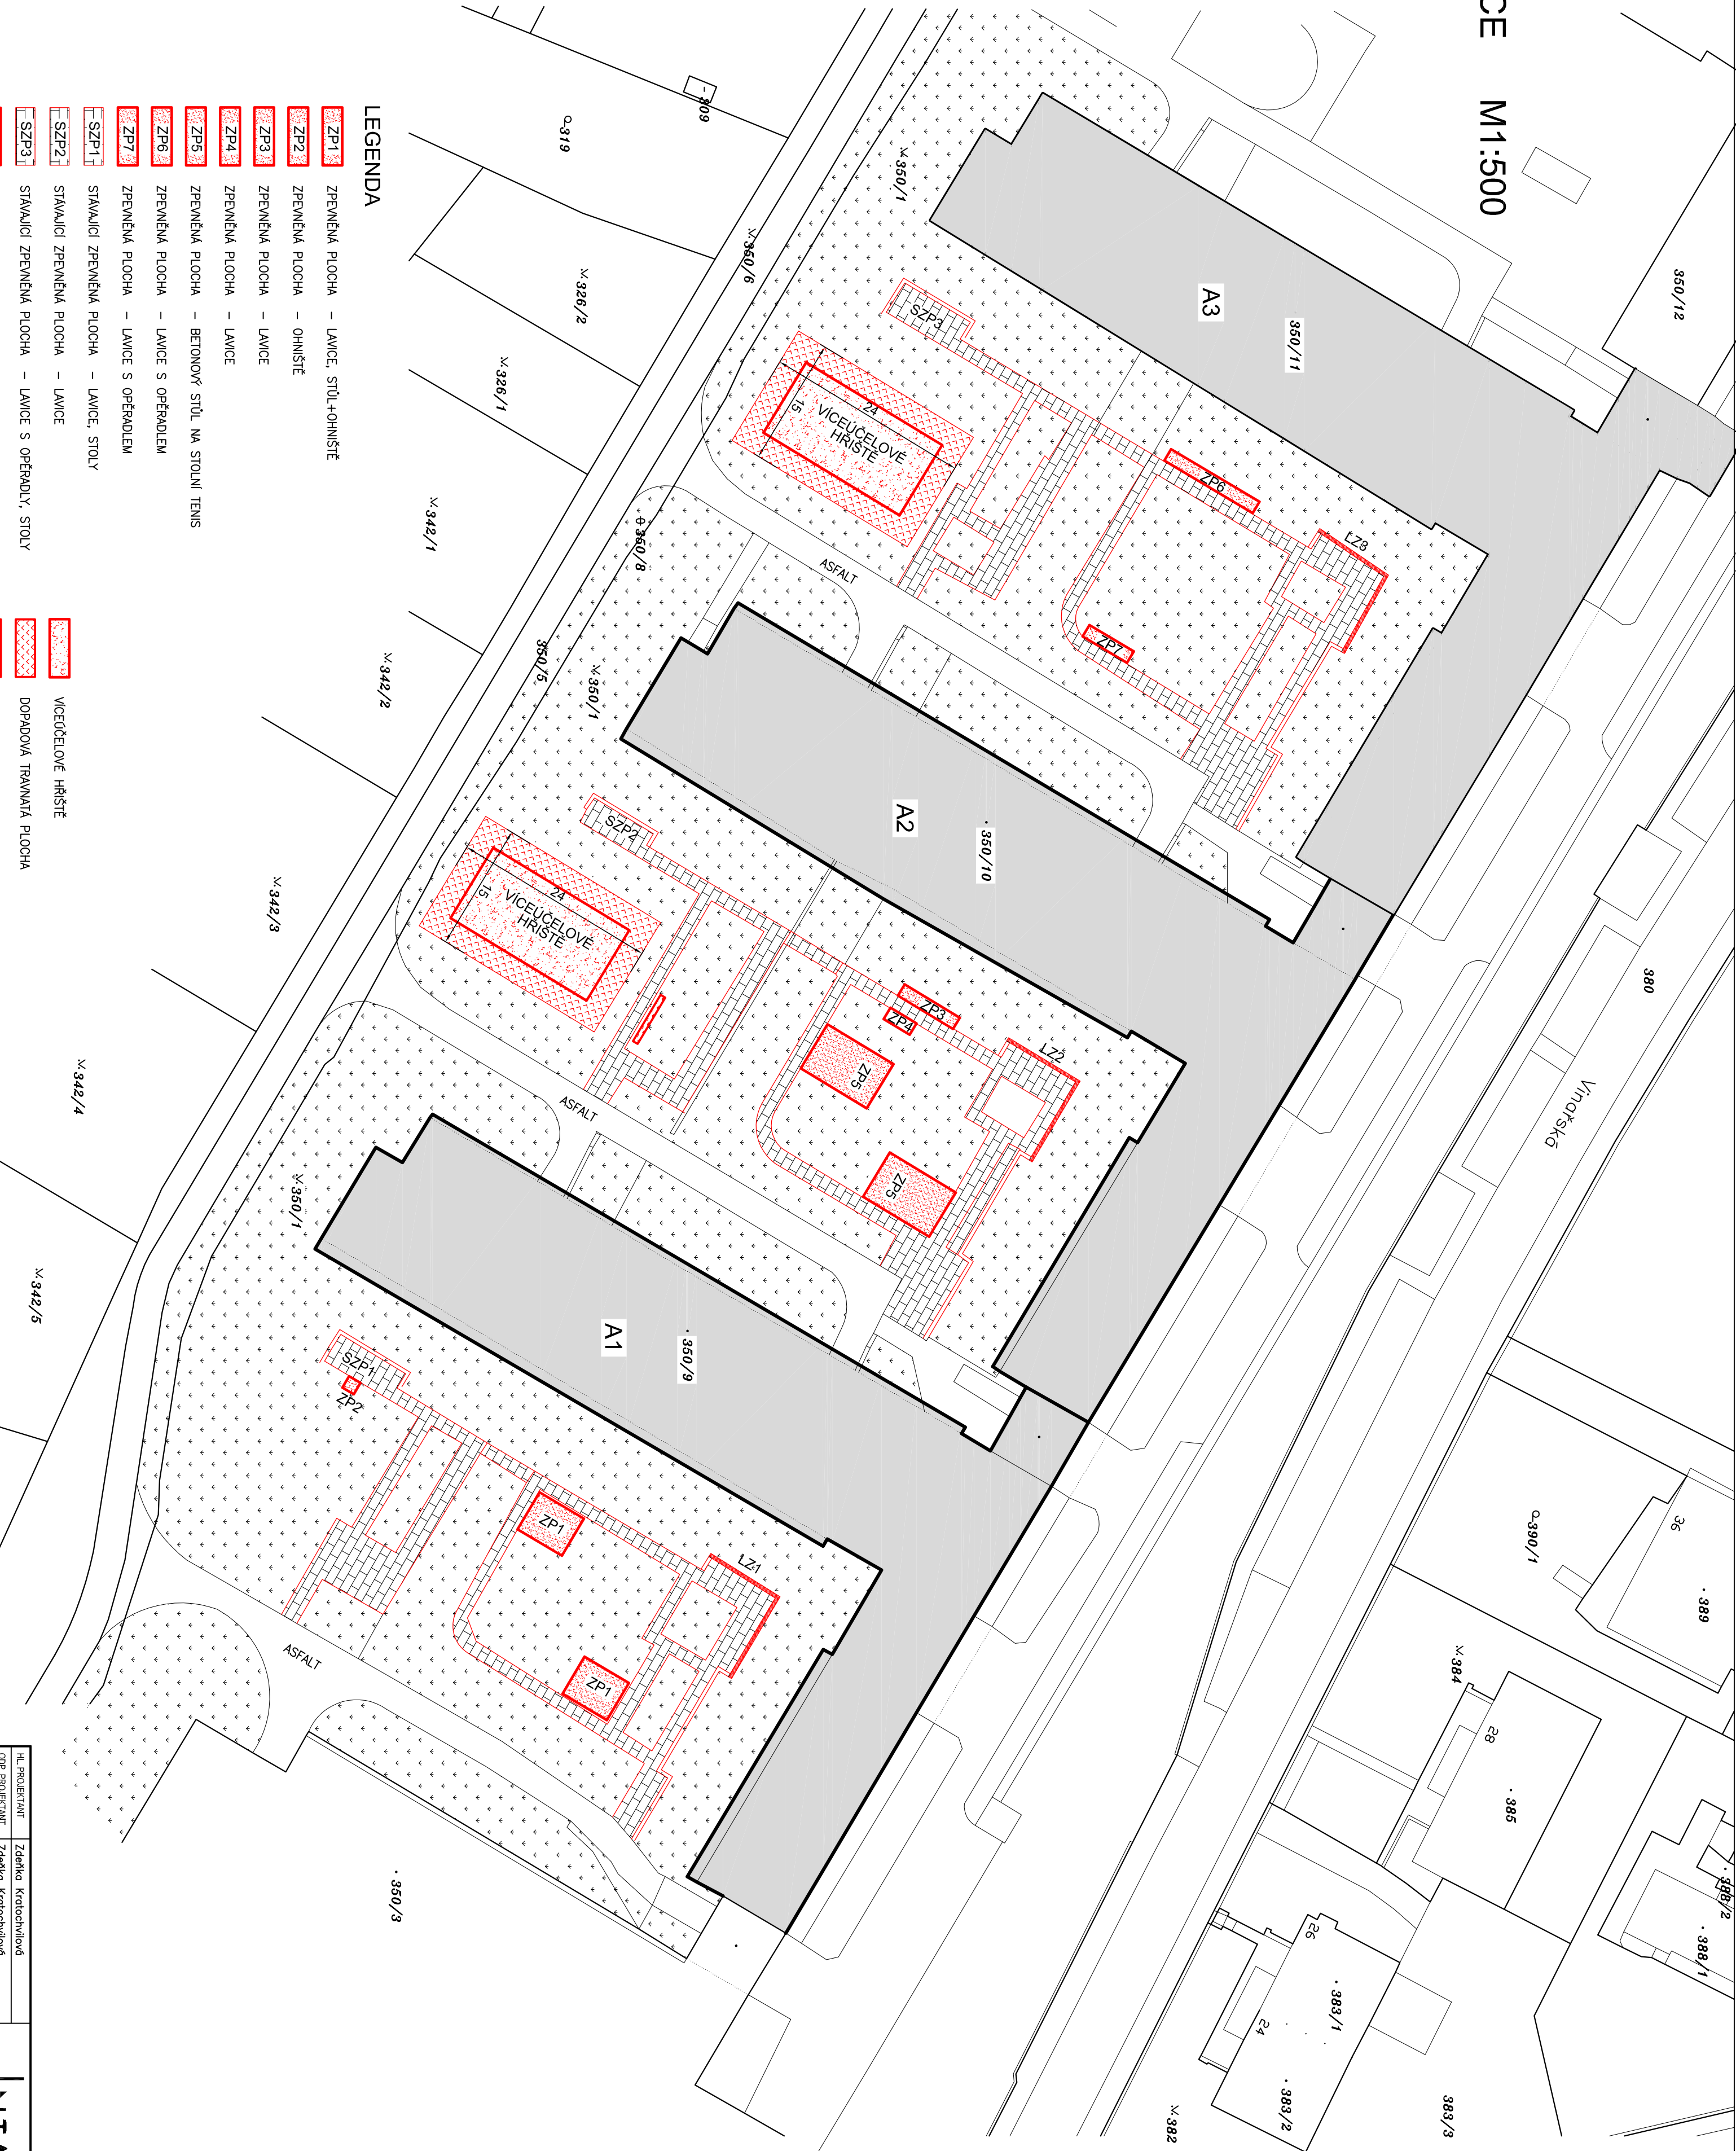 CE M1:500
350/12
A3
350/11
350/1
350/6
809
319
326/2
326/1
342/1
342/2
342/3
342/4
342/5
350/8
350/5
350/1
SZP3
24
15
VÍCEÚČELOVÉ
HŘIŠTĚ
ZP6
ZP7
LZ3
ASFALT
A2
350/10
SZP2
24
15
VÍCEÚČELOVÉ
HŘIŠTĚ
ZP3
ZP4
ZP5
ZP5
LZ2
ASFALT
A1
350/9
350/1
SZP1
ZP2
ZP1
ZP1
LZ1
ASFALT
350/3
380
Vinařská
390/1
36
389
384
28
385
388/2
388/1
26
383/1
24
383/2
383/3
382
LEGENDA
ZP1 ZPEVNĚNÁ PLOCHA – LAVICE, STŮL+OHNIŠTĚ
ZP2 ZPEVNĚNÁ PLOCHA – OHNIŠTĚ
ZP3 ZPEVNĚNÁ PLOCHA – LAVICE
ZP4 ZPEVNĚNÁ PLOCHA – LAVICE
ZP5 ZPEVNĚNÁ PLOCHA – BETONOVÝ STŮL NA STOLNÍ TENIS
ZP6 ZPEVNĚNÁ PLOCHA – LAVICE S OPĚRADLEM
ZP7 ZPEVNĚNÁ PLOCHA – LAVICE S OPĚRADLEM
SZP1 STÁVAJÍCÍ ZPEVNĚNÁ PLOCHA – LAVICE, STOLY
SZP2 STÁVAJÍCÍ ZPEVNĚNÁ PLOCHA – LAVICE
SZP3 STÁVAJÍCÍ ZPEVNĚNÁ PLOCHA – LAVICE S OPĚRADLY, STOLY
VÍCEÚČELOVÉ HŘIŠTĚ
DOPADOVÁ TRAVNATÁ PLOCHA
HL.PROJEKTANT Zdeňka Kratochvílová
ODP.PROJEKTANT Zdeňka Kratochvílová